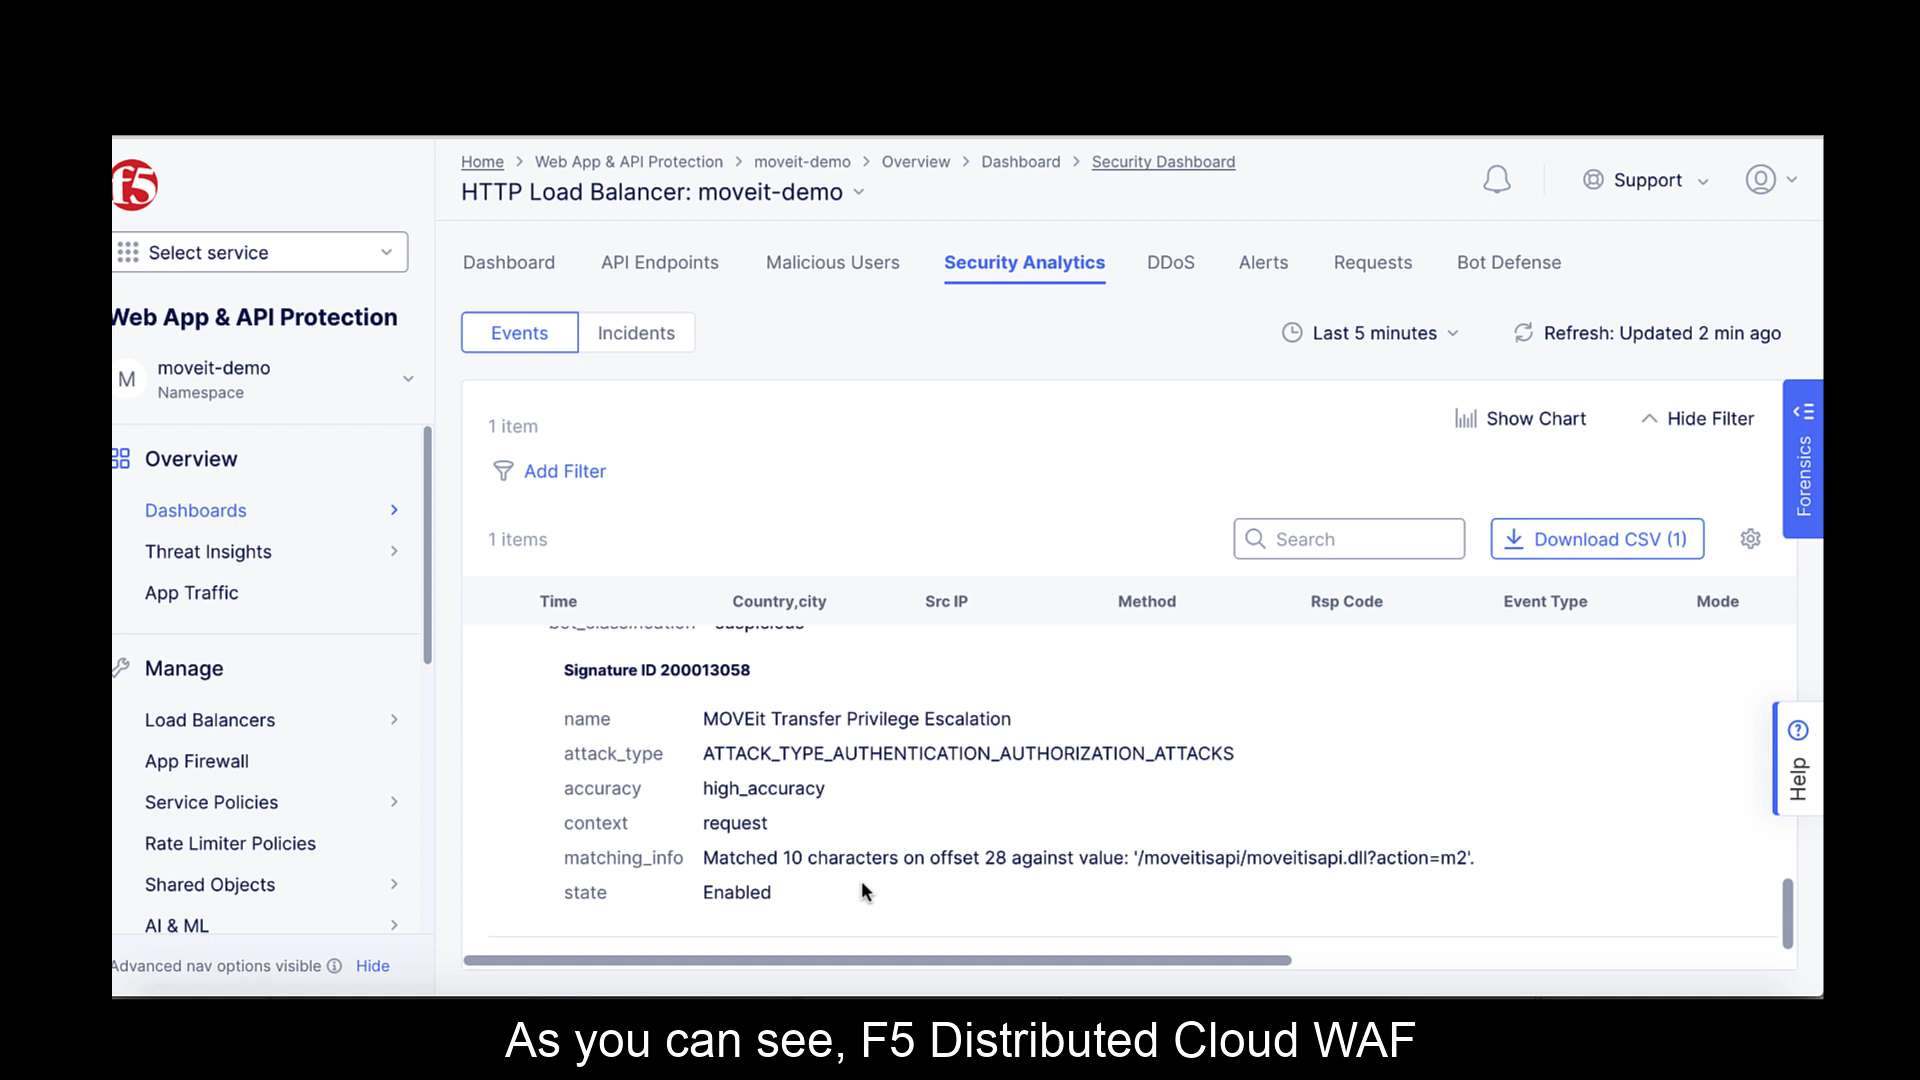 Home > Web App & API Protection > moveit-demo > Overview > Dashboard > Security Dashboard
HTTP Load Balancer: moveit-demo
Support
f5
Select service
Web App & API Protection
M
moveit-demo
Namespace
Overview
Dashboards
Threat Insights
App Traffic
Manage
Load Balancers
App Firewall
Service Policies
Rate Limiter Policies
Shared Objects
AI & ML
Advanced nav options visible Hide
Dashboard API Endpoints Malicious Users Security Analytics DDoS Alerts Requests Bot Defense
Events Incidents
Last 5 minutes
Refresh: Updated 2 min ago
1 item
Show Chart
Hide Filter
Add Filter
Forensics
1 items
Search
Download CSV (1)
Time Country,city Src IP Method Rsp Code Event Type Mode
bot_classification suspicious
Signature ID 200013058
name MOVEit Transfer Privilege Escalation
attack_type ATTACK_TYPE_AUTHENTICATION_AUTHORIZATION_ATTACKS
accuracy high_accuracy
context request
matching_info Matched 10 characters on offset 28 against value: '/moveitisapi/moveitisapi.dll?action=m2'.
state Enabled
Help
As you can see, F5 Distributed Cloud WAF